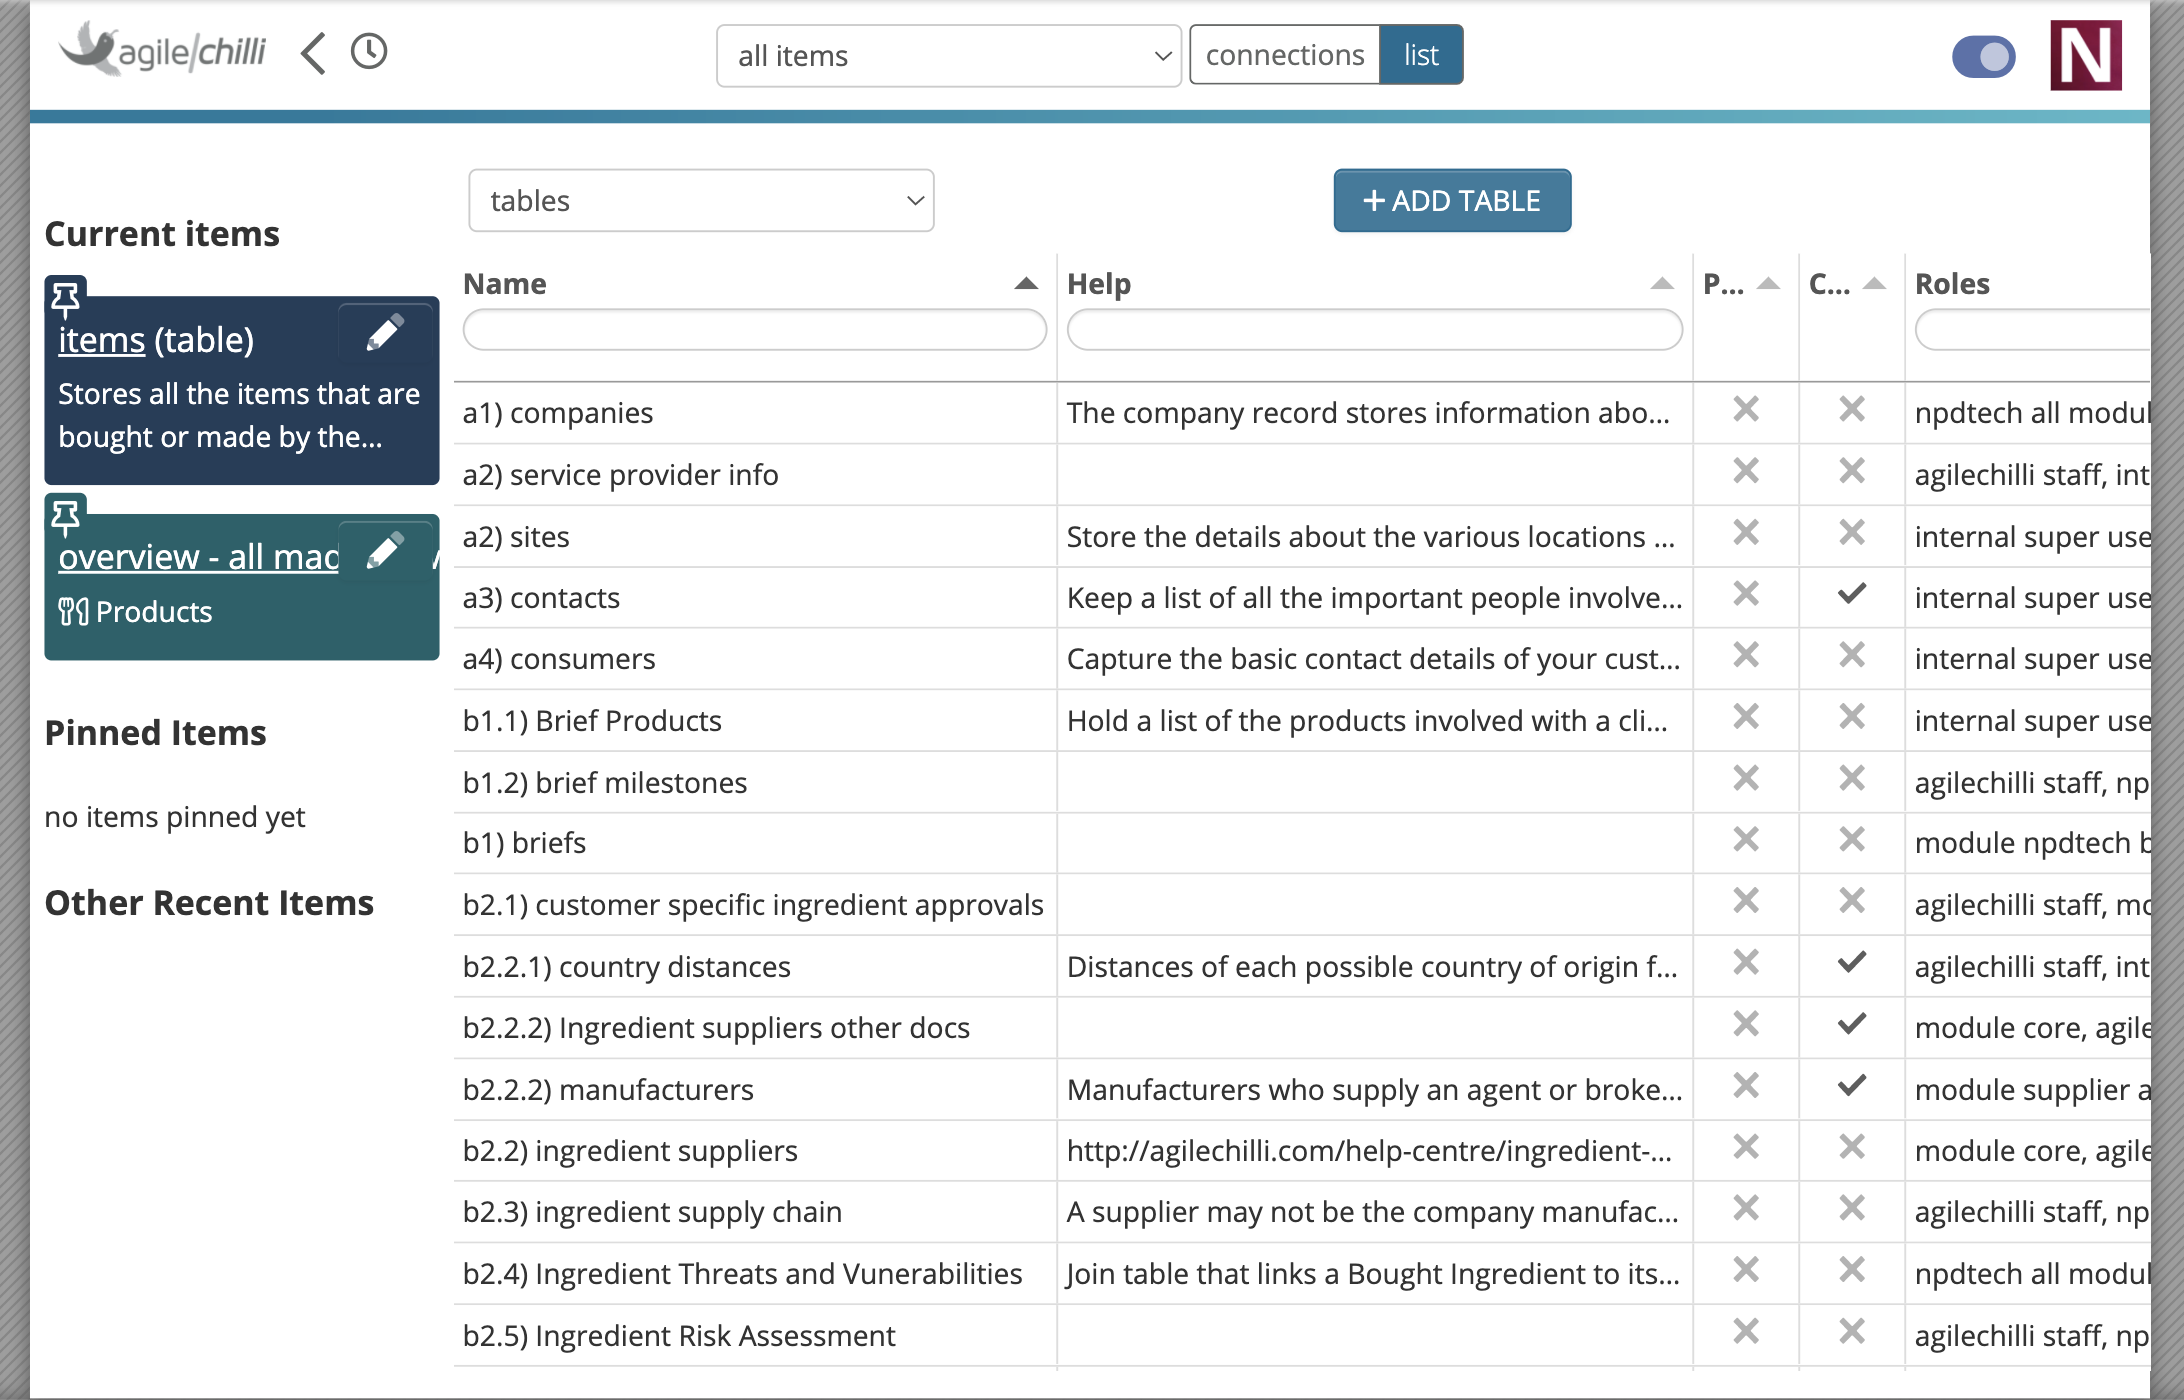 agile/chilli
all items
connections
list
N
tables
+ ADD TABLE
Current items
items (table)
Stores all the items that are
bought or made by the...
overview - all mad
Products
Pinned Items
no items pinned yet
Other Recent Items
Name Help P... C... Roles
a1) companies The company record stores information abo... npdtech all modul
a2) service provider info agilechilli staff, int
a2) sites Store the details about the various locations ... internal super use
a3) contacts Keep a list of all the important people involve... internal super use
a4) consumers Capture the basic contact details of your cust... internal super use
b1.1) Brief Products Hold a list of the products involved with a cli... internal super use
b1.2) brief milestones agilechilli staff, np
b1) briefs module npdtech b
b2.1) customer specific ingredient approvals agilechilli staff, mo
b2.2.1) country distances Distances of each possible country of origin f... agilechilli staff, int
b2.2.2) Ingredient suppliers other docs module core, agile
b2.2.2) manufacturers Manufacturers who supply an agent or broke... module supplier a
b2.2) ingredient suppliers http://agilechilli.com/help-centre/ingredient-... module core, agile
b2.3) ingredient supply chain A supplier may not be the company manufac... agilechilli staff, np
b2.4) Ingredient Threats and Vunerabilities Join table that links a Bought Ingredient to its... npdtech all modul
b2.5) Ingredient Risk Assessment agilechilli staff, np